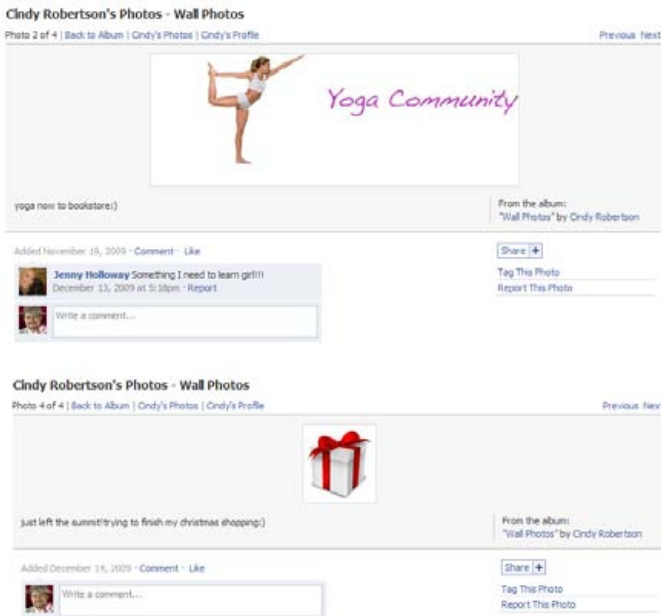 Cindy Robertson's Photos - Wall Photos
Photo 2 of 4 | Back to Album | Cindy's Photos | Cindy's Profile
Previous Next
Yoga Community
yoga now to bookstore:)
From the album:
"Wall Photos" by Cindy Robertson
Added November 19, 2009 · Comment · Like
Share +
Jenny Holloway Something I need to learn girl!!!
December 13, 2009 at 5:18pm · Report
Tag This Photo
Report This Photo
Write a comment...
Cindy Robertson's Photos - Wall Photos
Photo 4 of 4 | Back to Album | Cindy's Photos | Cindy's Profile
Previous Nex
just left the summit!trying to finish my christmas shopping:)
From the album:
"Wall Photos" by Cindy Robertson
Added December 14, 2009 · Comment · Like
Share +
Write a comment...
Tag This Photo
Report This Photo